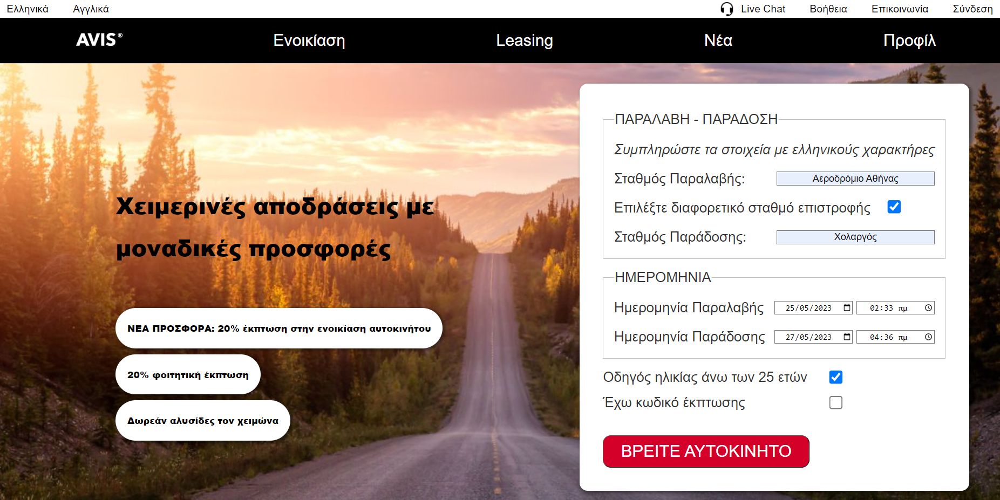 Ελληνικά Αγγλικά Live Chat Βοήθεια Επικοινωνία Σύνδεση
AVIS® Ενοικίαση Leasing Νέα Προφίλ
Χειμερινές αποδράσεις με
μοναδικές προσφορές
ΝΕΑ ΠΡΟΣΦΟΡΑ: 20% έκπτωση στην ενοικίαση αυτοκινήτου
20% φοιτητική έκπτωση
Δωρεάν αλυσίδες τον χειμώνα
ΠΑΡΑΛΑΒΗ - ΠΑΡΑΔΟΣΗ
Συμπληρώστε τα στοιχεία με ελληνικούς χαρακτήρες
Σταθμός Παραλαβής: Αεροδρόμιο Αθήνας
Επιλέξτε διαφορετικό σταθμό επιστροφής
Σταθμός Παράδοσης: Χολαργός
ΗΜΕΡΟΜΗΝΙΑ
Ημερομηνία Παραλαβής 25/05/2023 02:33 πμ
Ημερομηνία Παράδοσης 27/05/2023 04:36 πμ
Οδηγός ηλικίας άνω των 25 ετών
Έχω κωδικό έκπτωσης
ΒΡΕΙΤΕ ΑΥΤΟΚΙΝΗΤΟ